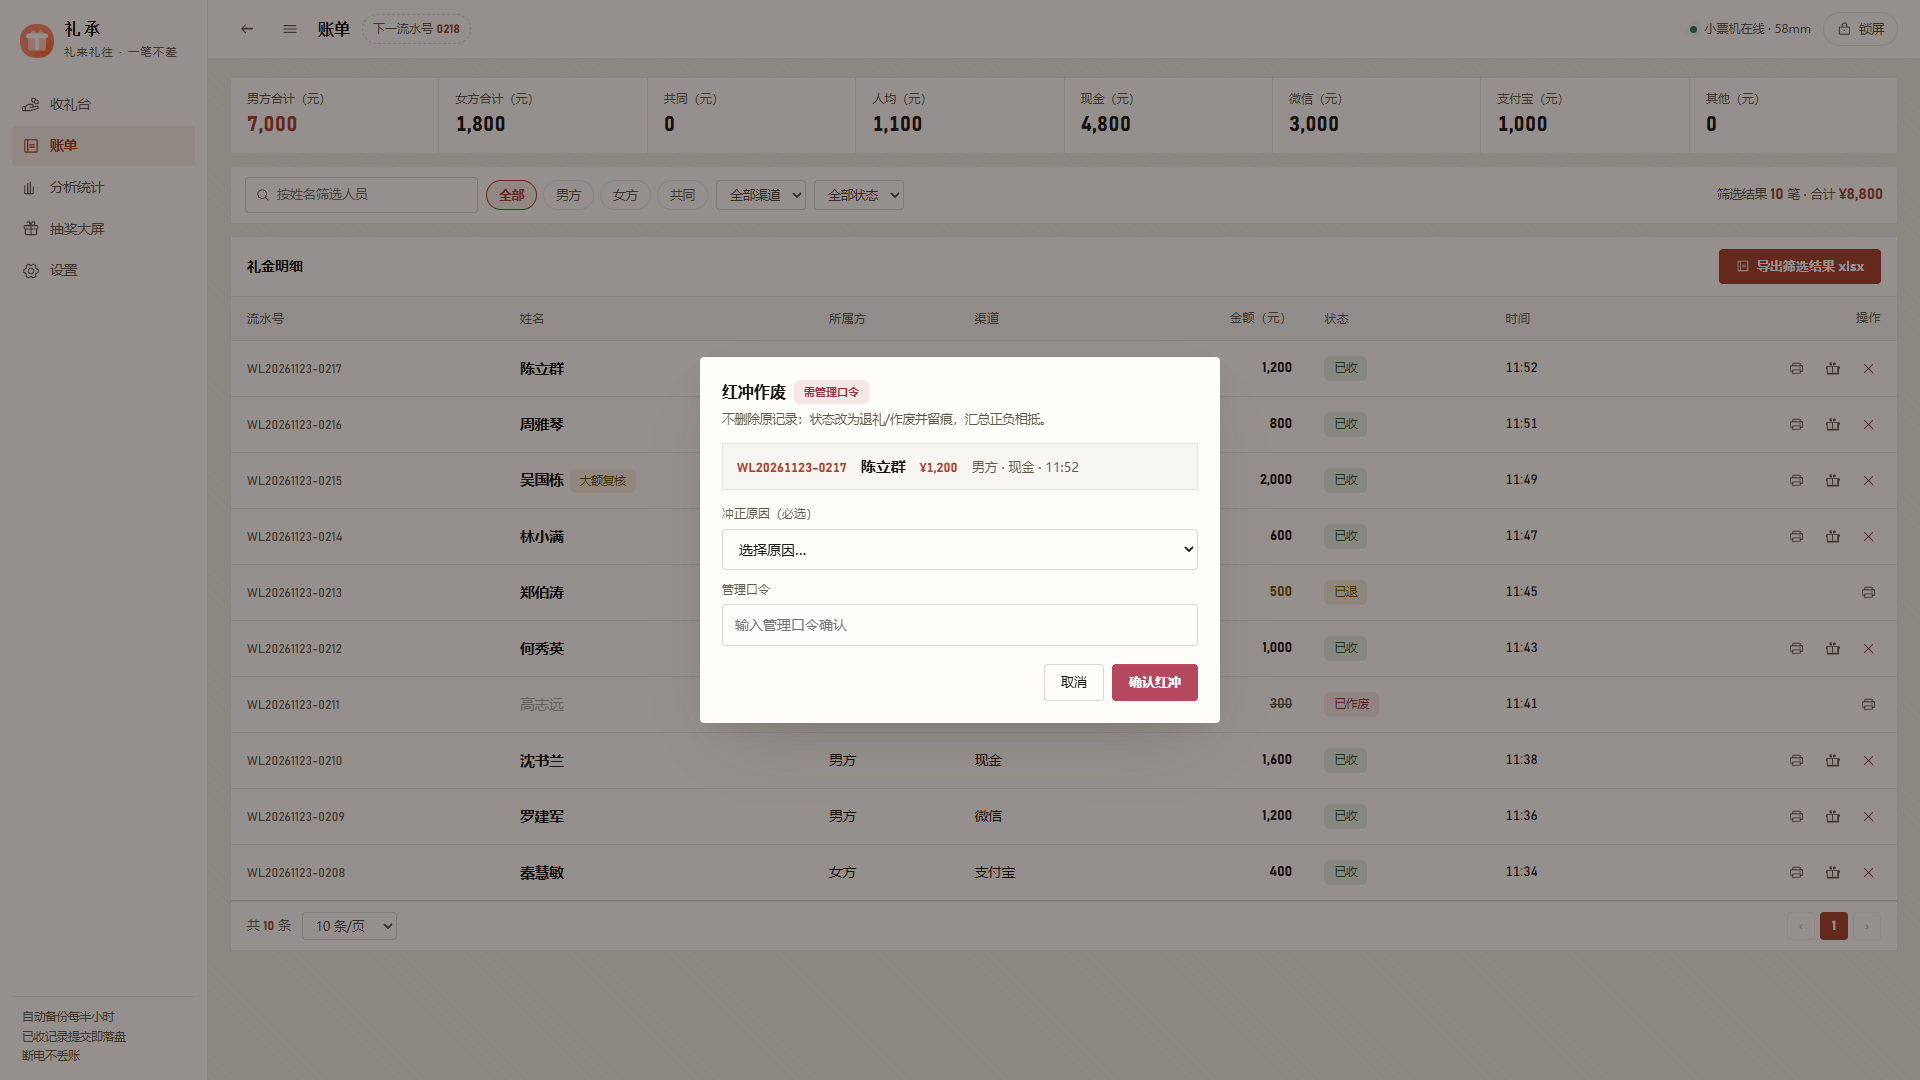 礼承
礼来礼往 · 一笔不差
收礼台
账单
分析统计
抽奖大屏
设置
自动备份每半小时
已收记录提交即落盘
断电不丢账
账单
下一流水号 0218
小票机在线 · 58mm
锁屏
男方合计（元）
7,000
女方合计（元）
1,800
共同（元）
0
人均（元）
1,100
现金（元）
4,800
微信（元）
3,000
支付宝（元）
1,000
其他（元）
0
按姓名筛选人员
全部
男方
女方
共同
全部渠道
全部状态
筛选结果 10 笔 · 合计 ¥8,800
礼金明细
导出筛选结果 xlsx
流水号 姓名 所属方 渠道 金额（元） 状态 时间 操作
WL20261123-0217 陈立群 1,200 已收 11:52
WL20261123-0216 周雅琴 800 已收 11:51
WL20261123-0215 吴国栋 大额复核 2,000 已收 11:49
WL20261123-0214 林小满 600 已收 11:47
WL20261123-0213 郑伯涛 500 已退 11:45
WL20261123-0212 何秀英 1,000 已收 11:43
WL20261123-0211 高志远 300 已作废 11:41
WL20261123-0210 沈书兰 男方 现金 1,600 已收 11:38
WL20261123-0209 罗建军 男方 微信 1,200 已收 11:36
WL20261123-0208 秦慧敏 女方 支付宝 400 已收 11:34
共 10 条
10 条/页
‹ 1 ›
红冲作废 需管理口令
不删除原记录：状态改为退礼/作废并留痕，汇总正负相抵。
WL20261123-0217 陈立群 ¥1,200 男方 · 现金 · 11:52
冲正原因（必选）
选择原因...
管理口令
输入管理口令确认
取消
确认红冲